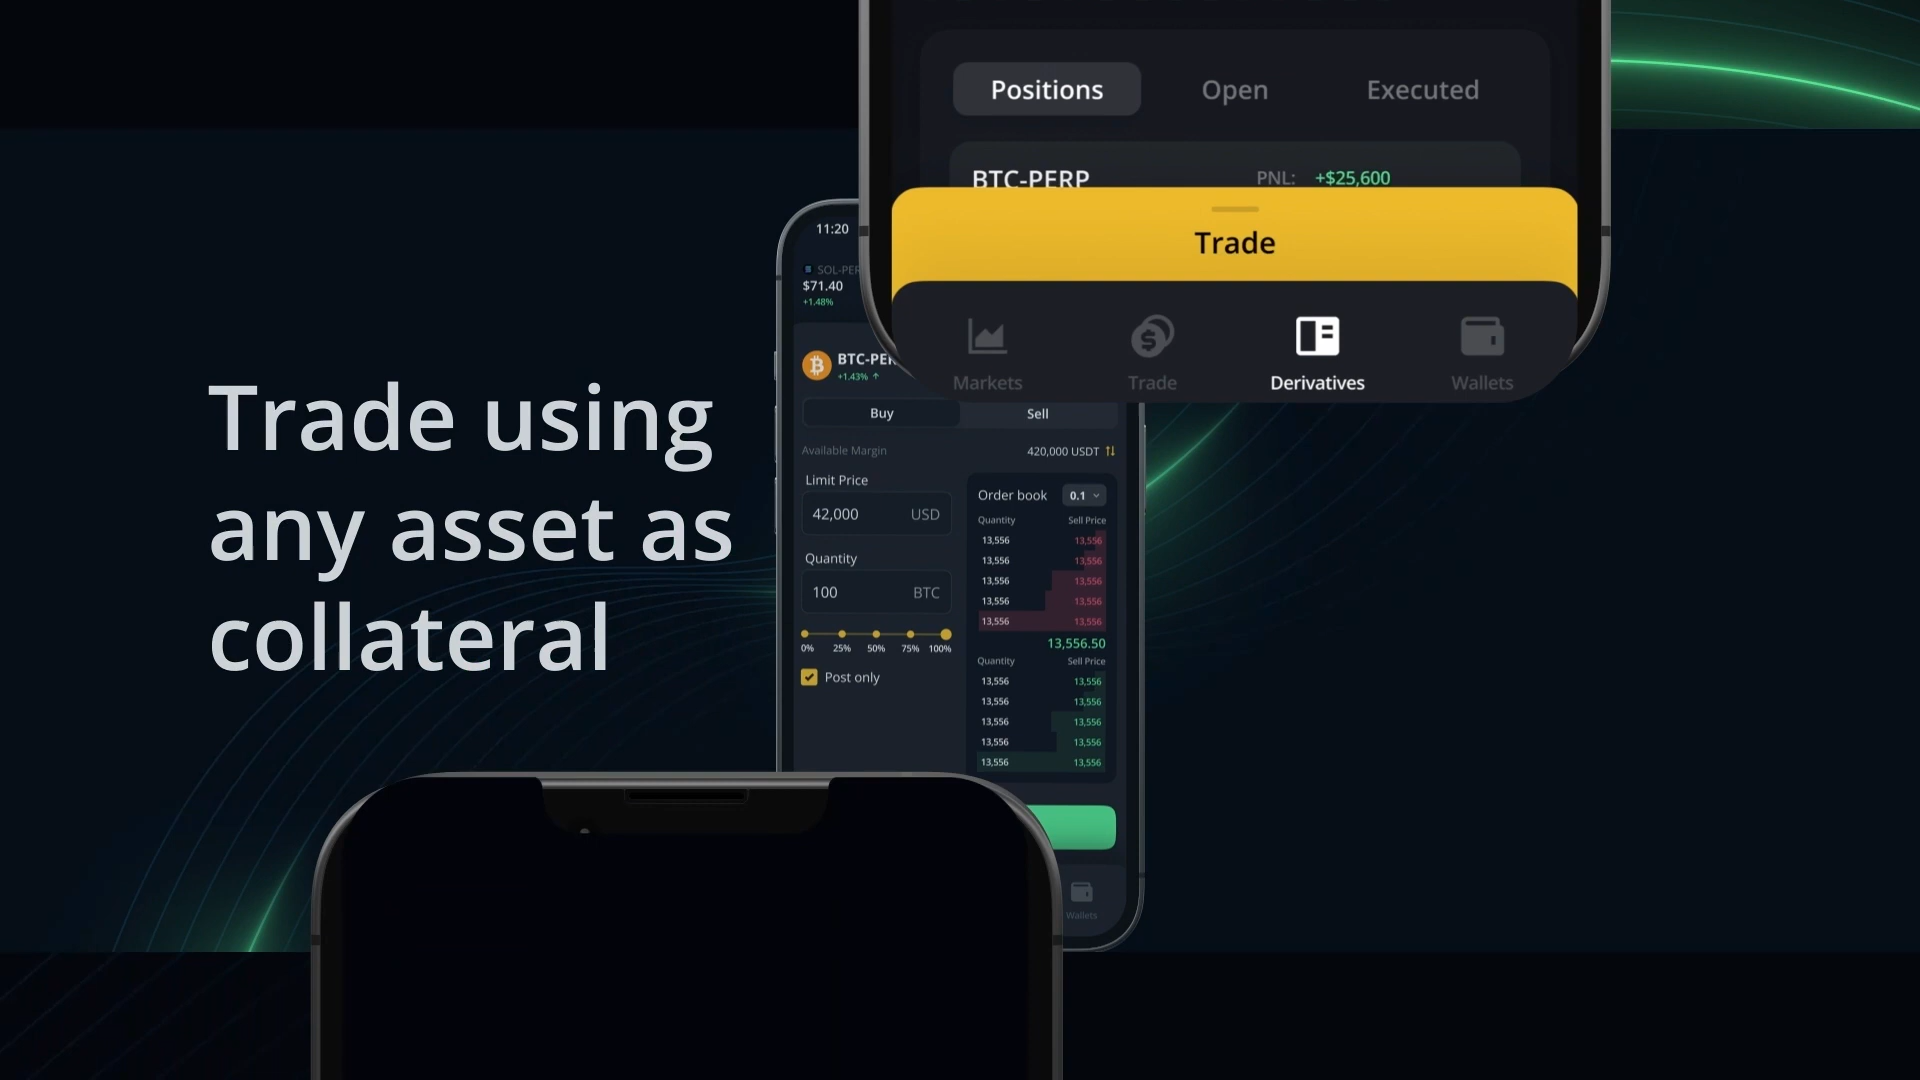 Positions Open Executed
BTC-PERP PNL: +$25,600
Trade
Markets Trade Derivatives Wallets
Trade using
any asset as
collateral
11:20
$71.40
+1.48%
+1.43% ↑
Buy Sell
Available Margin 420,000 USDT
Limit Price
42,000 USD
Quantity
100 BTC
0% 25% 50% 75% 100%
Post only
Order book 0.1
Quantity Sell Price
13,556 13,556
13,556 13,556
13,556 13,556
13,556 13,556
13,556 13,556
13,556.50
Quantity Sell Price
13,556 13,556
13,556 13,556
13,556 13,556
13,556 13,556
13,556 13,556
Wallets